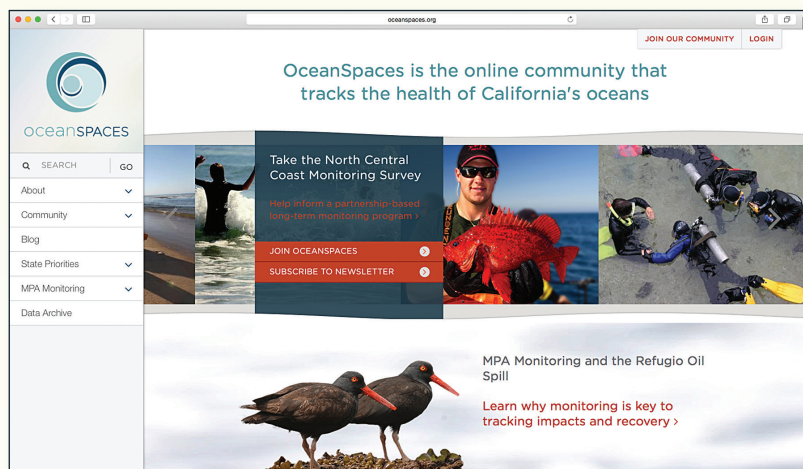 oceanspaces.org
JOIN OUR COMMUNITY
LOGIN
oceanSPACES
SEARCH
GO
About
Community
Blog
State Priorities
MPA Monitoring
Data Archive
OceanSpaces is the online community that
tracks the health of California's oceans
Take the North Central
Coast Monitoring Survey
Help inform a partnership-based
long-term monitoring program ›
JOIN OCEANSPACES
SUBSCRIBE TO NEWSLETTER
MPA Monitoring and the Refugio Oil
Spill
Learn why monitoring is key to
tracking impacts and recovery ›